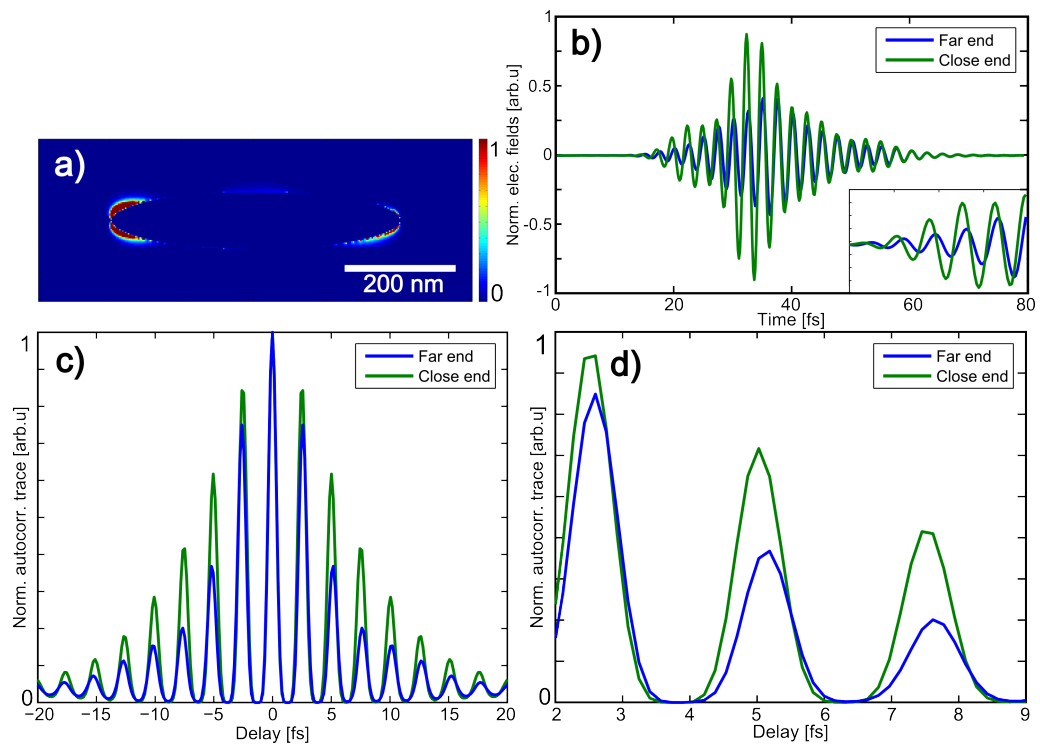 a)
1
0
200 nm
b)
Far end
Close end
Norm. elec. fields [arb.u]
1
0.5
0
-0.5
-1
0 20 40 60 80
Time [fs]
c)
Far end
Close end
Norm. autocorr. trace [arb.u]
1
0
−20 −15 −10 −5 0 5 10 15 20
Delay [fs]
d)
Far end
Close end
Norm. autocorr. trace [arb.u]
1
0
2 3 4 5 6 7 8 9
Delay [fs]